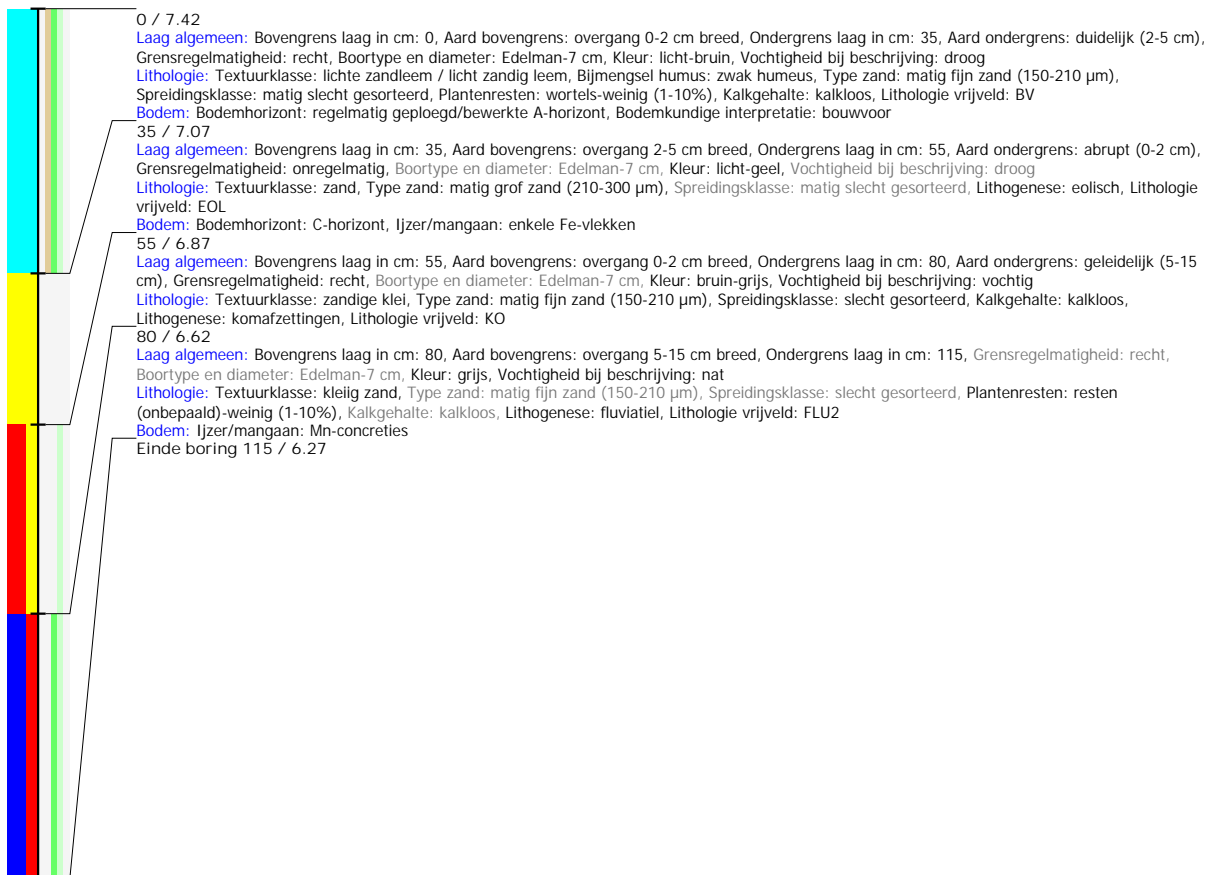 0 / 7.42
Laag algemeen: Bovengrens laag in cm: 0, Aard bovengrens: overgang 0-2 cm breed, Ondergrens laag in cm: 35, Aard ondergrens: duidelijk (2-5 cm),
Grensregelmatigheid: recht, Boortype en diameter: Edelman-7 cm, Kleur: licht-bruin, Vochtigheid bij beschrijving: droog
Lithologie: Textuurklasse: lichte zandleem / licht zandig leem, Bijmengsel humus: zwak humeus, Type zand: matig fijn zand (150-210 µm),
Spreidingsklasse: matig slecht gesorteerd, Plantenresten: wortels-weinig (1-10%), Kalkgehalte: kalkloos, Lithologie vrijveld: BV
Bodem: Bodemhorizont: regelmatig geploegd/bewerkte A-horizont, Bodemkundige interpretatie: bouwvoor
35 / 7.07
Laag algemeen: Bovengrens laag in cm: 35, Aard bovengrens: overgang 2-5 cm breed, Ondergrens laag in cm: 55, Aard ondergrens: abrupt (0-2 cm),
Grensregelmatigheid: onregelmatig, Boortype en diameter: Edelman-7 cm, Kleur: licht-geel, Vochtigheid bij beschrijving: droog
Lithologie: Textuurklasse: zand, Type zand: matig grof zand (210-300 µm), Spreidingsklasse: matig slecht gesorteerd, Lithogenese: eolisch, Lithologie
vrijveld: EOL
Bodem: Bodemhorizont: C-horizont, Ijzer/mangaan: enkele Fe-vlekken
55 / 6.87
Laag algemeen: Bovengrens laag in cm: 55, Aard bovengrens: overgang 0-2 cm breed, Ondergrens laag in cm: 80, Aard ondergrens: geleidelijk (5-15
cm), Grensregelmatigheid: recht, Boortype en diameter: Edelman-7 cm, Kleur: bruin-grijs, Vochtigheid bij beschrijving: vochtig
Lithologie: Textuurklasse: zandige klei, Type zand: matig fijn zand (150-210 µm), Spreidingsklasse: slecht gesorteerd, Kalkgehalte: kalkloos,
Lithogenese: komafzettingen, Lithologie vrijveld: KO
80 / 6.62
Laag algemeen: Bovengrens laag in cm: 80, Aard bovengrens: overgang 5-15 cm breed, Ondergrens laag in cm: 115, Grensregelmatigheid: recht,
Boortype en diameter: Edelman-7 cm, Kleur: grijs, Vochtigheid bij beschrijving: nat
Lithologie: Textuurklasse: kleiig zand, Type zand: matig fijn zand (150-210 µm), Spreidingsklasse: slecht gesorteerd, Plantenresten: resten
(onbepaald)-weinig (1-10%), Kalkgehalte: kalkloos, Lithogenese: fluviatiel, Lithologie vrijveld: FLU2
Bodem: Ijzer/mangaan: Mn-concreties
Einde boring 115 / 6.27